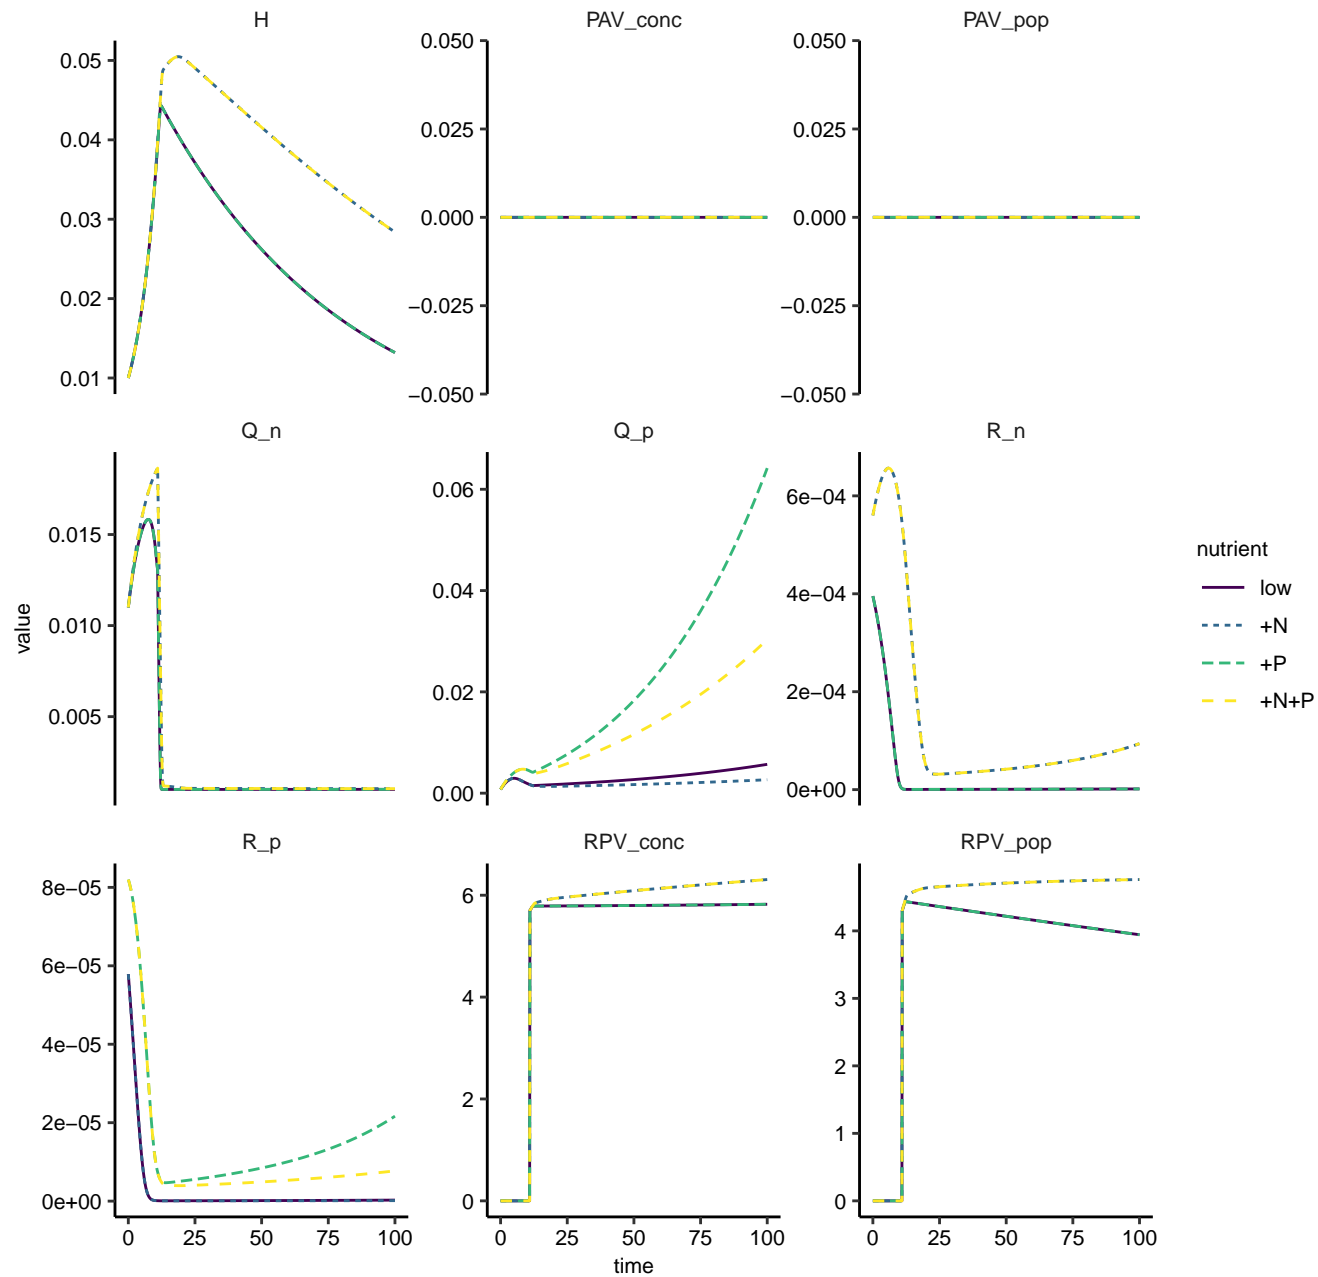 H
PAV_conc
PAV_pop
0.05
0.04
0.03
0.02
0.01
0.050
0.025
0.000
−0.025
−0.050
0.050
0.025
0.000
−0.025
−0.050
Q_n
Q_p
R_n
0.015
0.010
0.005
0.06
0.04
0.02
0.00
6e−04
4e−04
2e−04
0e+00
R_p
RPV_conc
RPV_pop
8e−05
6e−05
4e−05
2e−05
0e+00
6
4
2
0
4
3
2
1
0
0 25 50 75 100
0 25 50 75 100
0 25 50 75 100
time
value
nutrient
low
+N
+P
+N+P